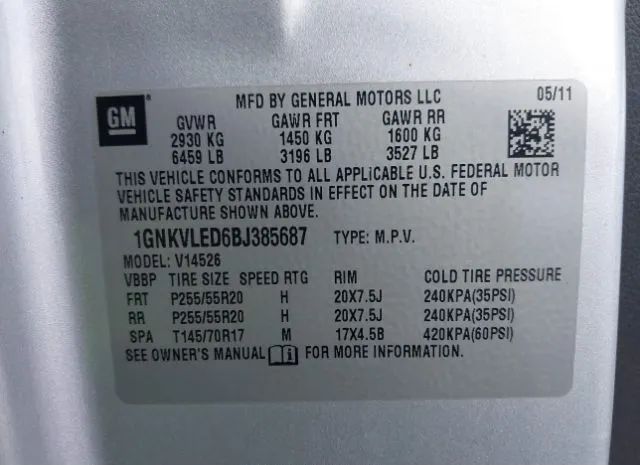 GM
MFD BY GENERAL MOTORS LLC 05/11
GVWR GAWR FRT GAWR RR
2930 KG 1450 KG 1600 KG
6459 LB 3196 LB 3527 LB
THIS VEHICLE CONFORMS TO ALL APPLICABLE U.S. FEDERAL MOTOR
VEHICLE SAFETY STANDARDS IN EFFECT ON THE DATE OF
MANUFACTURE SHOWN ABOVE.
1GNKVLED6BJ385687 TYPE: M.P.V.
MODEL: V14526
VBBP TIRE SIZE SPEED RTG RIM COLD TIRE PRESSURE
FRT P255/55R20 H 20X7.5J 240KPA(35PSI)
RR P255/55R20 H 20X7.5J 240KPA(35PSI)
SPA T145/70R17 M 17X4.5B 420KPA(60PSI)
SEE OWNER'S MANUAL FOR MORE INFORMATION.